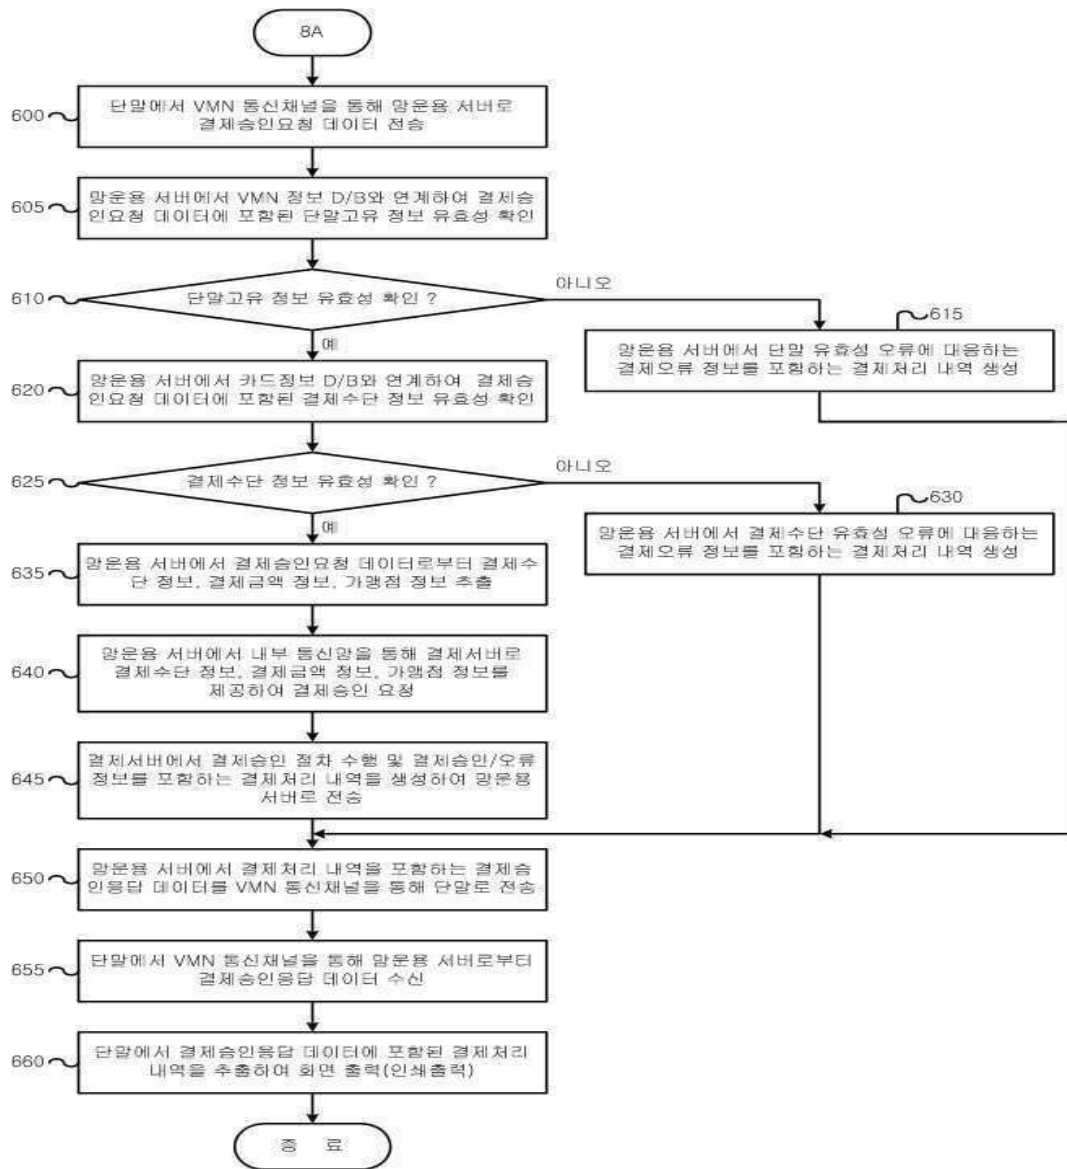 8A
600
단말에서 VMN 통신채널을 통해 망운용 서버로
결제승인요청 데이터 전송
605
망운용 서버에서 VMN 정보 D/B와 연계하여 결제승
인요청 데이터에 포함된 단말고유 정보 유효성 확인
610
단말고유 정보 유효성 확인 ?
아니오
예
615
망운용 서버에서 단말 유효성 오류에 대응하는
결제오류 정보를 포함하는 결제처리 내역 생성
620
망운용 서버에서 카드정보 D/B와 연계하여 결제승
인요청 데이터에 포함된 결제수단 정보 유효성 확인
625
결제수단 정보 유효성 확인 ?
아니오
예
630
망운용 서버에서 결제수단 유효성 오류에 대응하는
결제오류 정보를 포함하는 결제처리 내역 생성
635
망운용 서버에서 결제승인요청 데이터로부터 결제수
단 정보, 결제금액 정보, 가맹점 정보 추출
640
망운용 서버에서 내부 통신망을 통해 결제서버로
결제수단 정보, 결제금액 정보, 가맹점 정보를
제공하여 결제승인 요청
645
결제서버에서 결제승인 절차 수행 및 결제승인/오류
정보를 포함하는 결제처리 내역을 생성하여 망운용
서버로 전송
650
망운용 서버에서 결제처리 내역을 포함하는 결제승
인응답 데이터를 VMN 통신채널을 통해 단말로 전송
655
단말에서 VMN 통신채널을 통해 망운용 서버로부터
결제승인응답 데이터 수신
660
단말에서 결제승인응답 데이터에 포함된 결제처리
내역을 추출하여 화면 출력(인쇄출력)
종 료